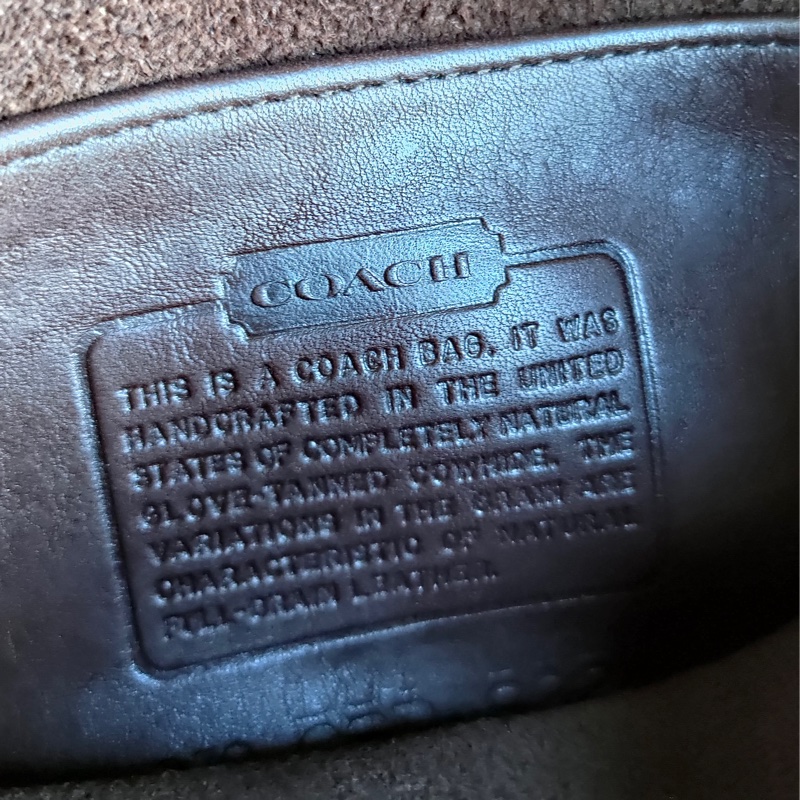 COACH
THIS IS A COACH BAG. IT WAS
HANDCRAFTED IN THE UNITED
STATES OF COMPLETELY NATURAL
GLOVE-TANNED COWHIDE. THE
VARIATIONS IN THE GRAIN ARE
CHARACTERISTIC OF NATURAL
FULL-GRAIN LEATHER.